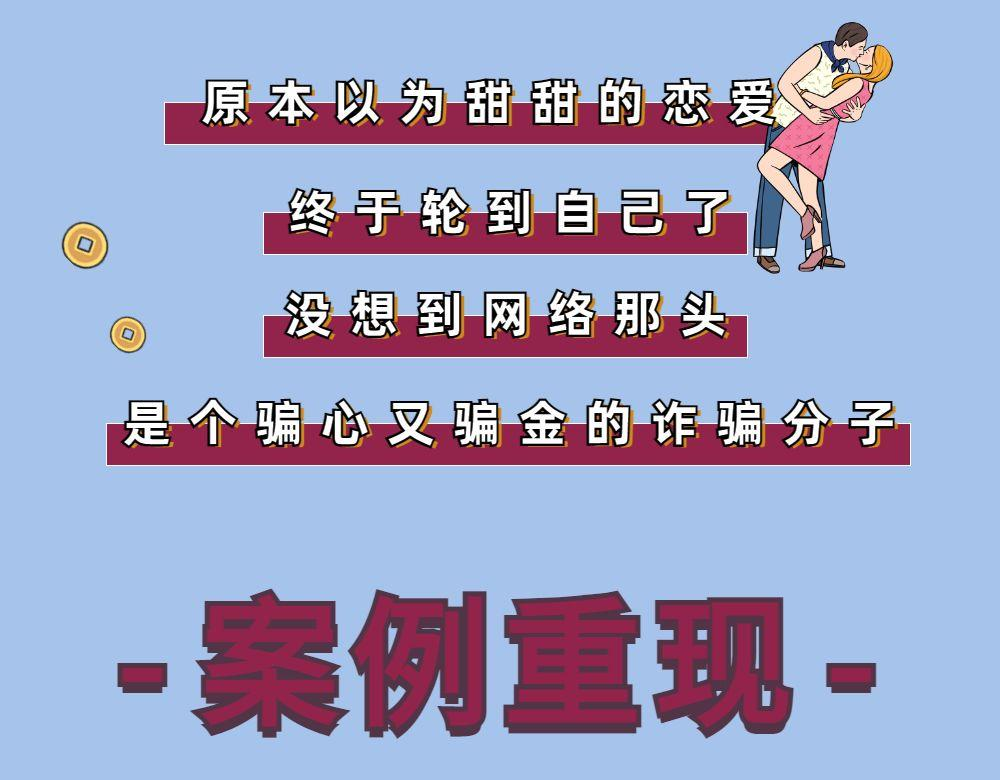 原本以为甜甜的恋爱
终于轮到自己了
没想到网络那头
是个骗心又骗金的诈骗分子
-案例重现-